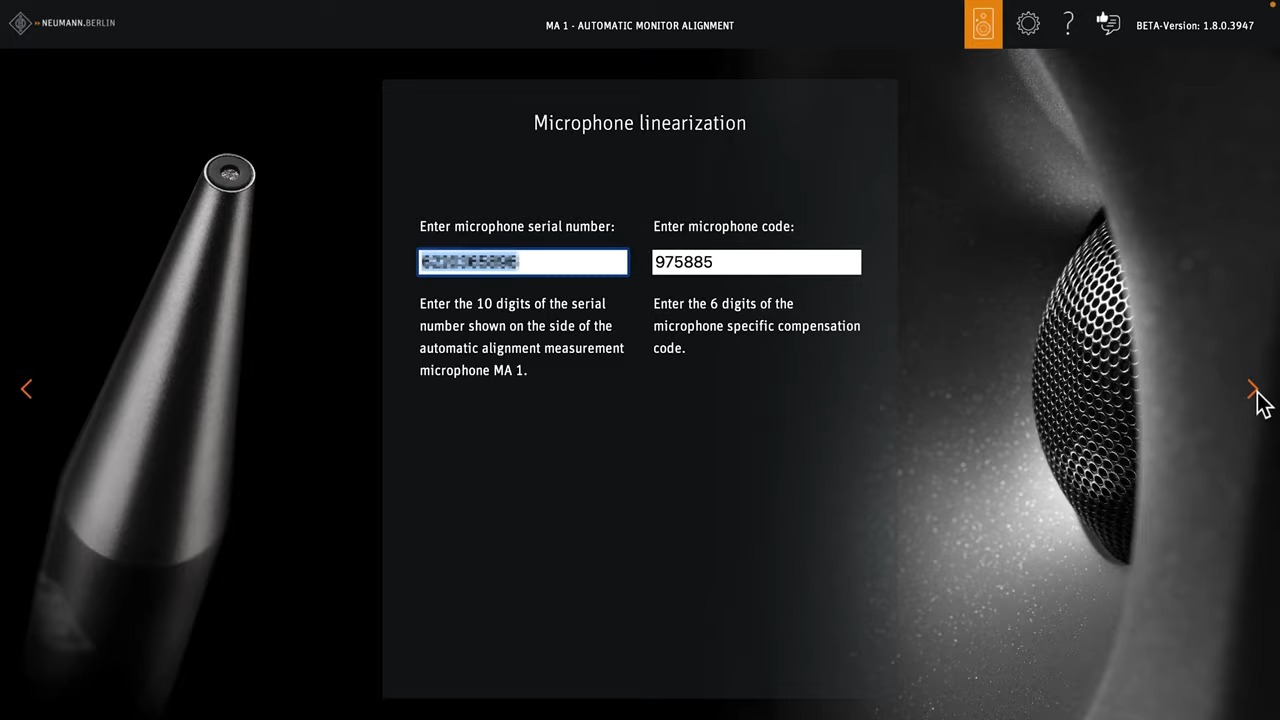 NEUMANN.BERLIN
MA 1 - AUTOMATIC MONITOR ALIGNMENT
?
BETA-Version: 1.8.0.3947
Microphone linearization
Enter microphone serial number:
Enter microphone code:
975885
Enter the 10 digits of the serial
number shown on the side of the
automatic alignment measurement
microphone MA 1.
Enter the 6 digits of the
microphone specific compensation
code.